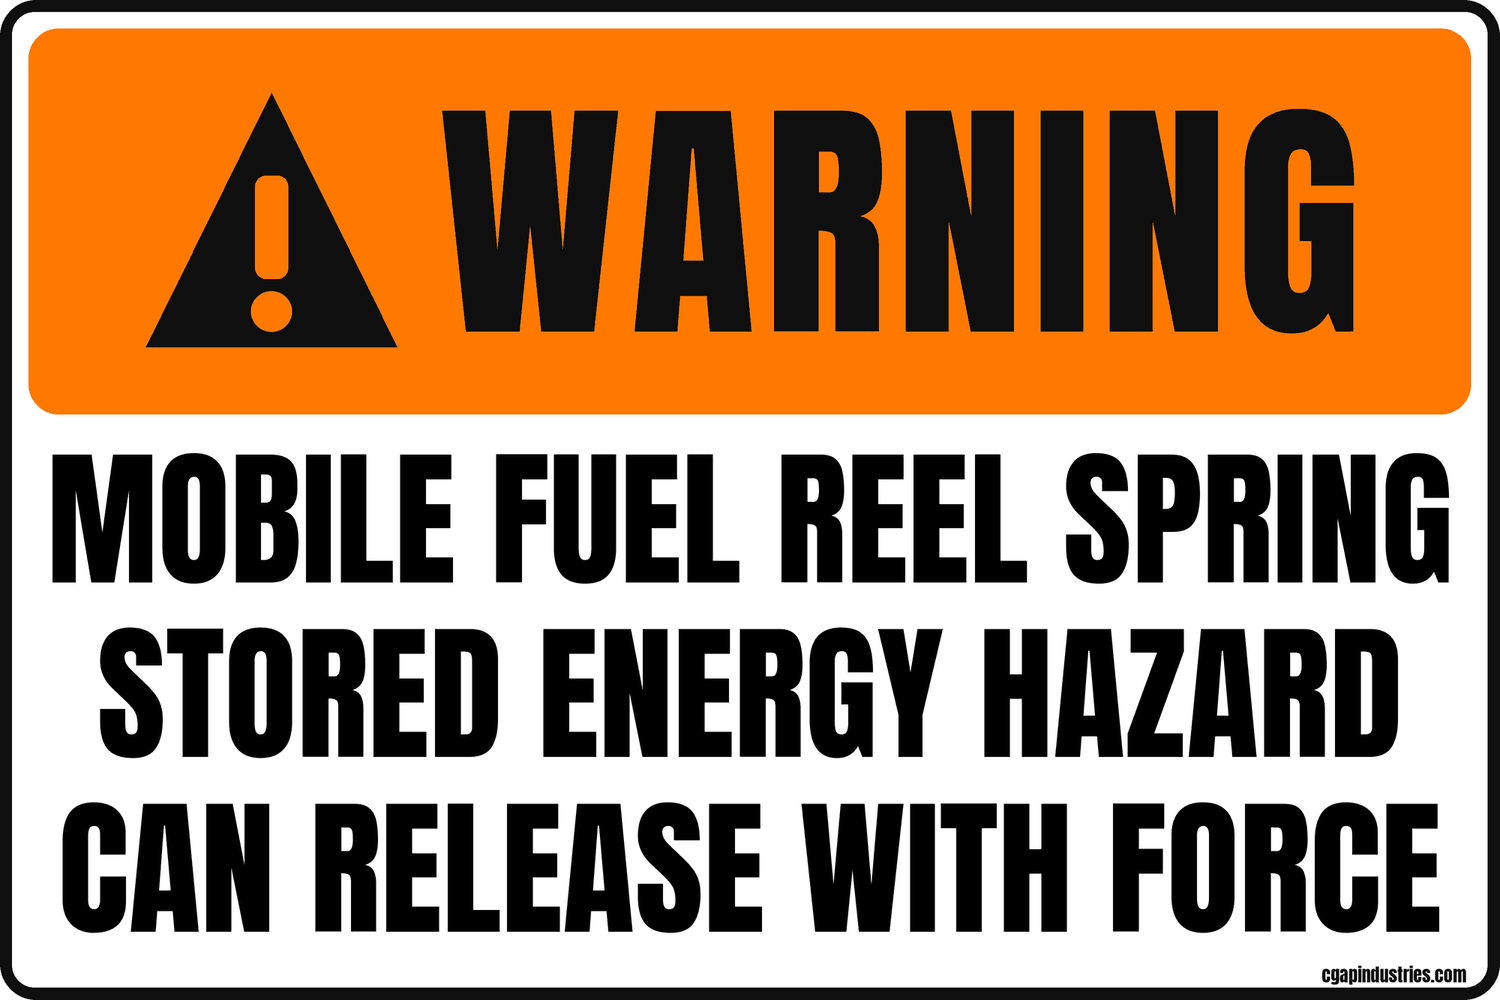 WARNING
MOBILE FUEL REEL SPRING
STORED ENERGY HAZARD
CAN RELEASE WITH FORCE
cgapindustries.com